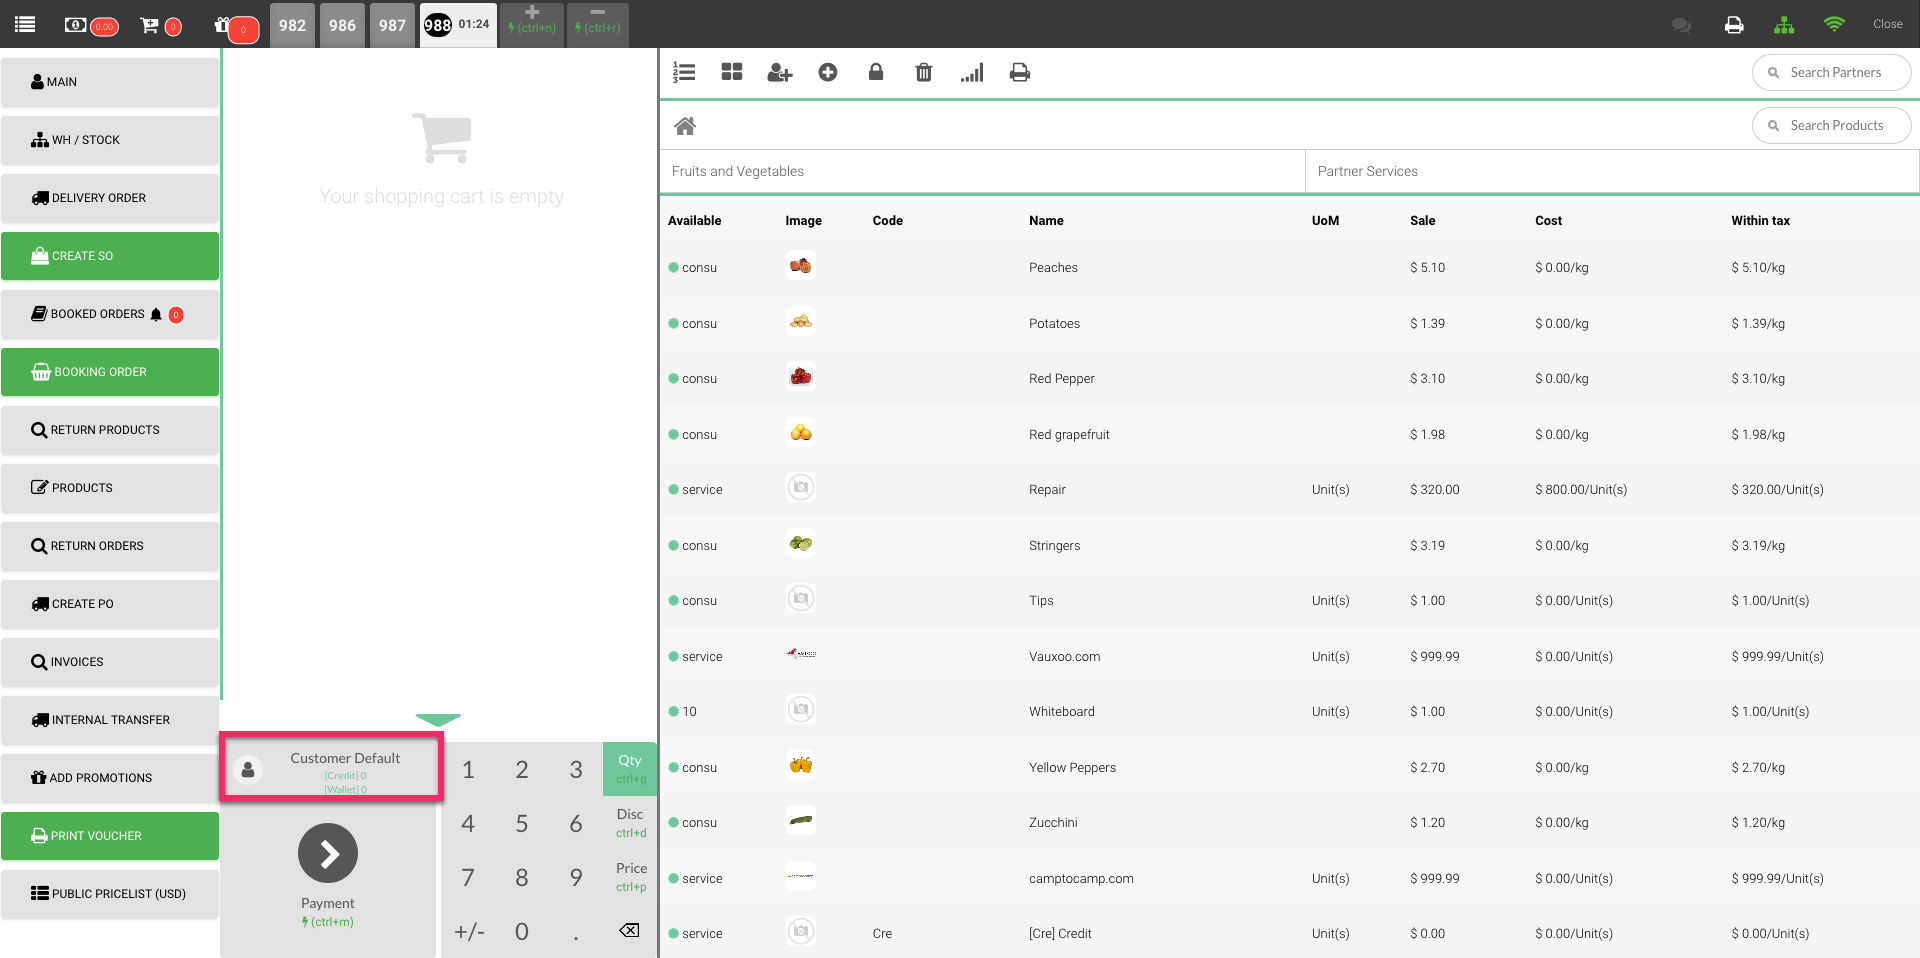 0.00 0 0 982 986 987 988 01:24 (ctrl+n) (ctrl+r) Close
MAIN
WH / STOCK
DELIVERY ORDER
CREATE SO
BOOKED ORDERS 0
BOOKING ORDER
RETURN PRODUCTS
PRODUCTS
RETURN ORDERS
CREATE PO
INVOICES
INTERNAL TRANSFER
ADD PROMOTIONS
PRINT VOUCHER
PUBLIC PRICELIST (USD)
Your shopping cart is empty
Customer Default
[Credit] 0
[Wallet] 0
Payment
(ctrl+m)
1 2 3 Qty
ctrl+q
4 5 6 Disc
ctrl+d
7 8 9 Price
ctrl+p
+/- 0 .
Search Partners
Search Products
Fruits and Vegetables Partner Services
Available Image Code Name UoM Sale Cost Within tax
consu Peaches $ 5.10 $ 0.00/kg $ 5.10/kg
consu Potatoes $ 1.39 $ 0.00/kg $ 1.39/kg
consu Red Pepper $ 3.10 $ 0.00/kg $ 3.10/kg
consu Red grapefruit $ 1.98 $ 0.00/kg $ 1.98/kg
service Repair Unit(s) $ 320.00 $ 800.00/Unit(s) $ 320.00/Unit(s)
consu Stringers $ 3.19 $ 0.00/kg $ 3.19/kg
consu Tips Unit(s) $ 1.00 $ 0.00/Unit(s) $ 1.00/Unit(s)
service Vauxoo.com Unit(s) $ 999.99 $ 0.00/Unit(s) $ 999.99/Unit(s)
10 Whiteboard Unit(s) $ 1.00 $ 0.00/Unit(s) $ 1.00/Unit(s)
consu Yellow Peppers $ 2.70 $ 0.00/kg $ 2.70/kg
consu Zucchini $ 1.20 $ 0.00/kg $ 1.20/kg
service camptocamp.com Unit(s) $ 999.99 $ 0.00/Unit(s) $ 999.99/Unit(s)
service Cre [Cre] Credit Unit(s) $ 0.00 $ 0.00/Unit(s) $ 0.00/Unit(s)